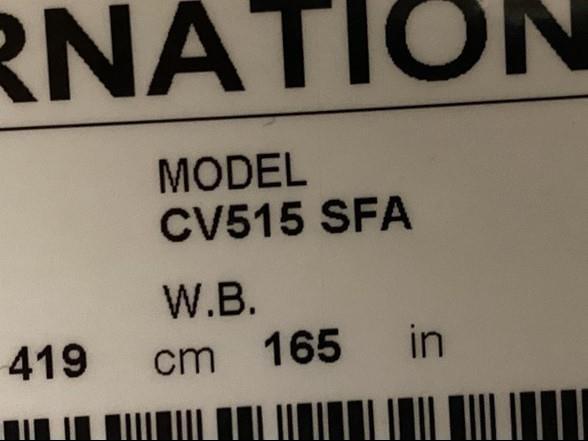 RNATION
MODEL
CV515 SFA
W.B.
419 cm 165 in